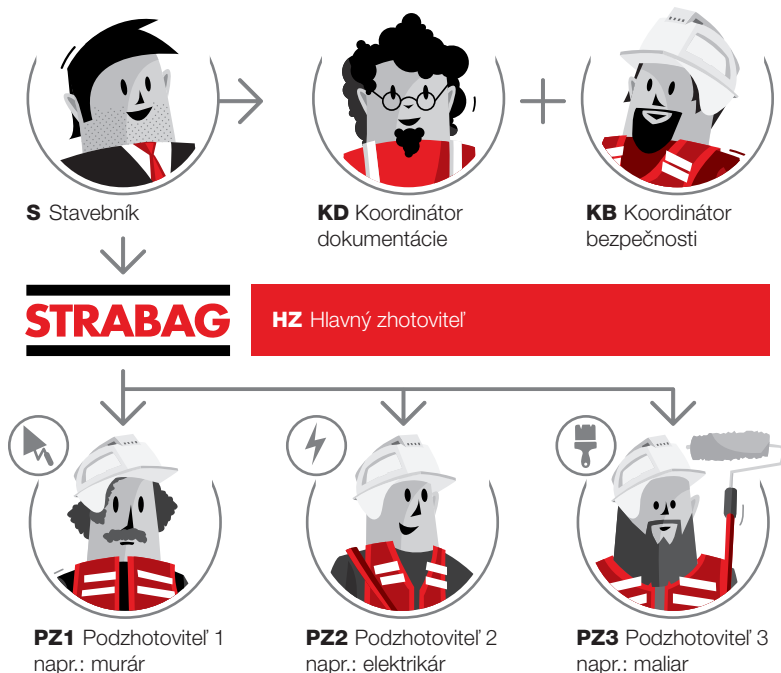 S Stavebník
KD Koordinátor
dokumentácie
KB Koordinátor
bezpečnosti
STRABAG
HZ Hlavný zhotoviteľ
PZ1 Podzhotoviteľ 1
napr.: murár
PZ2 Podzhotoviteľ 2
napr.: elektrikár
PZ3 Podzhotoviteľ 3
napr.: maliar